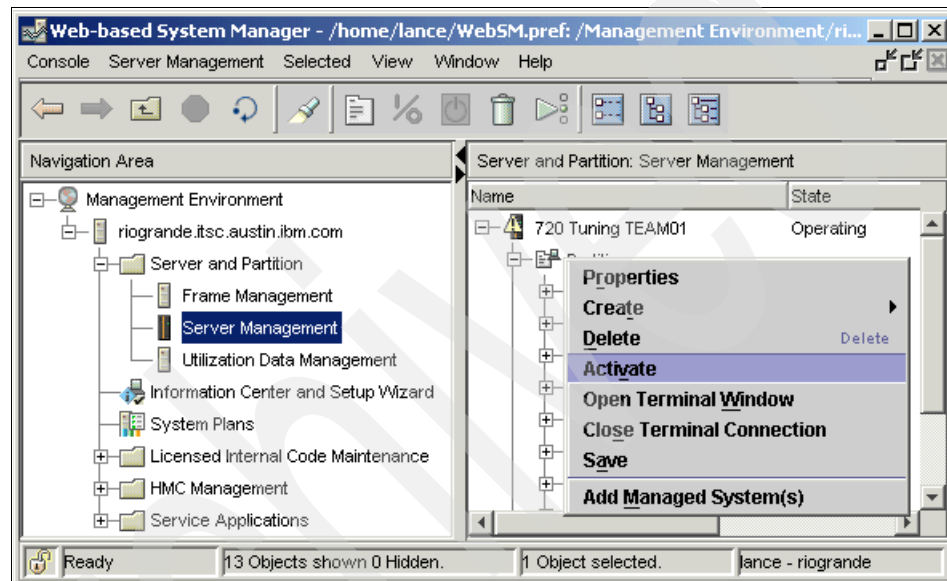 Web-based System Manager - /home/lance/WebSM.pref: /Management Environment/ri...
Console Server Management Selected View Window Help
Navigation Area
Server and Partition: Server Management
Management Environment
riogrande.itsc.austin.ibm.com
Server and Partition
Frame Management
Server Management
Utilization Data Management
Information Center and Setup Wizard
System Plans
Licensed Internal Code Maintenance
HMC Management
Service Applications
Name State
720 Tuning TEAM01 Operating
Properties
Create
Delete Delete
Activate
Open Terminal Window
Close Terminal Connection
Save
Add Managed System(s)
Ready 13 Objects shown 0 Hidden. 1 Object selected. lance - riogrande